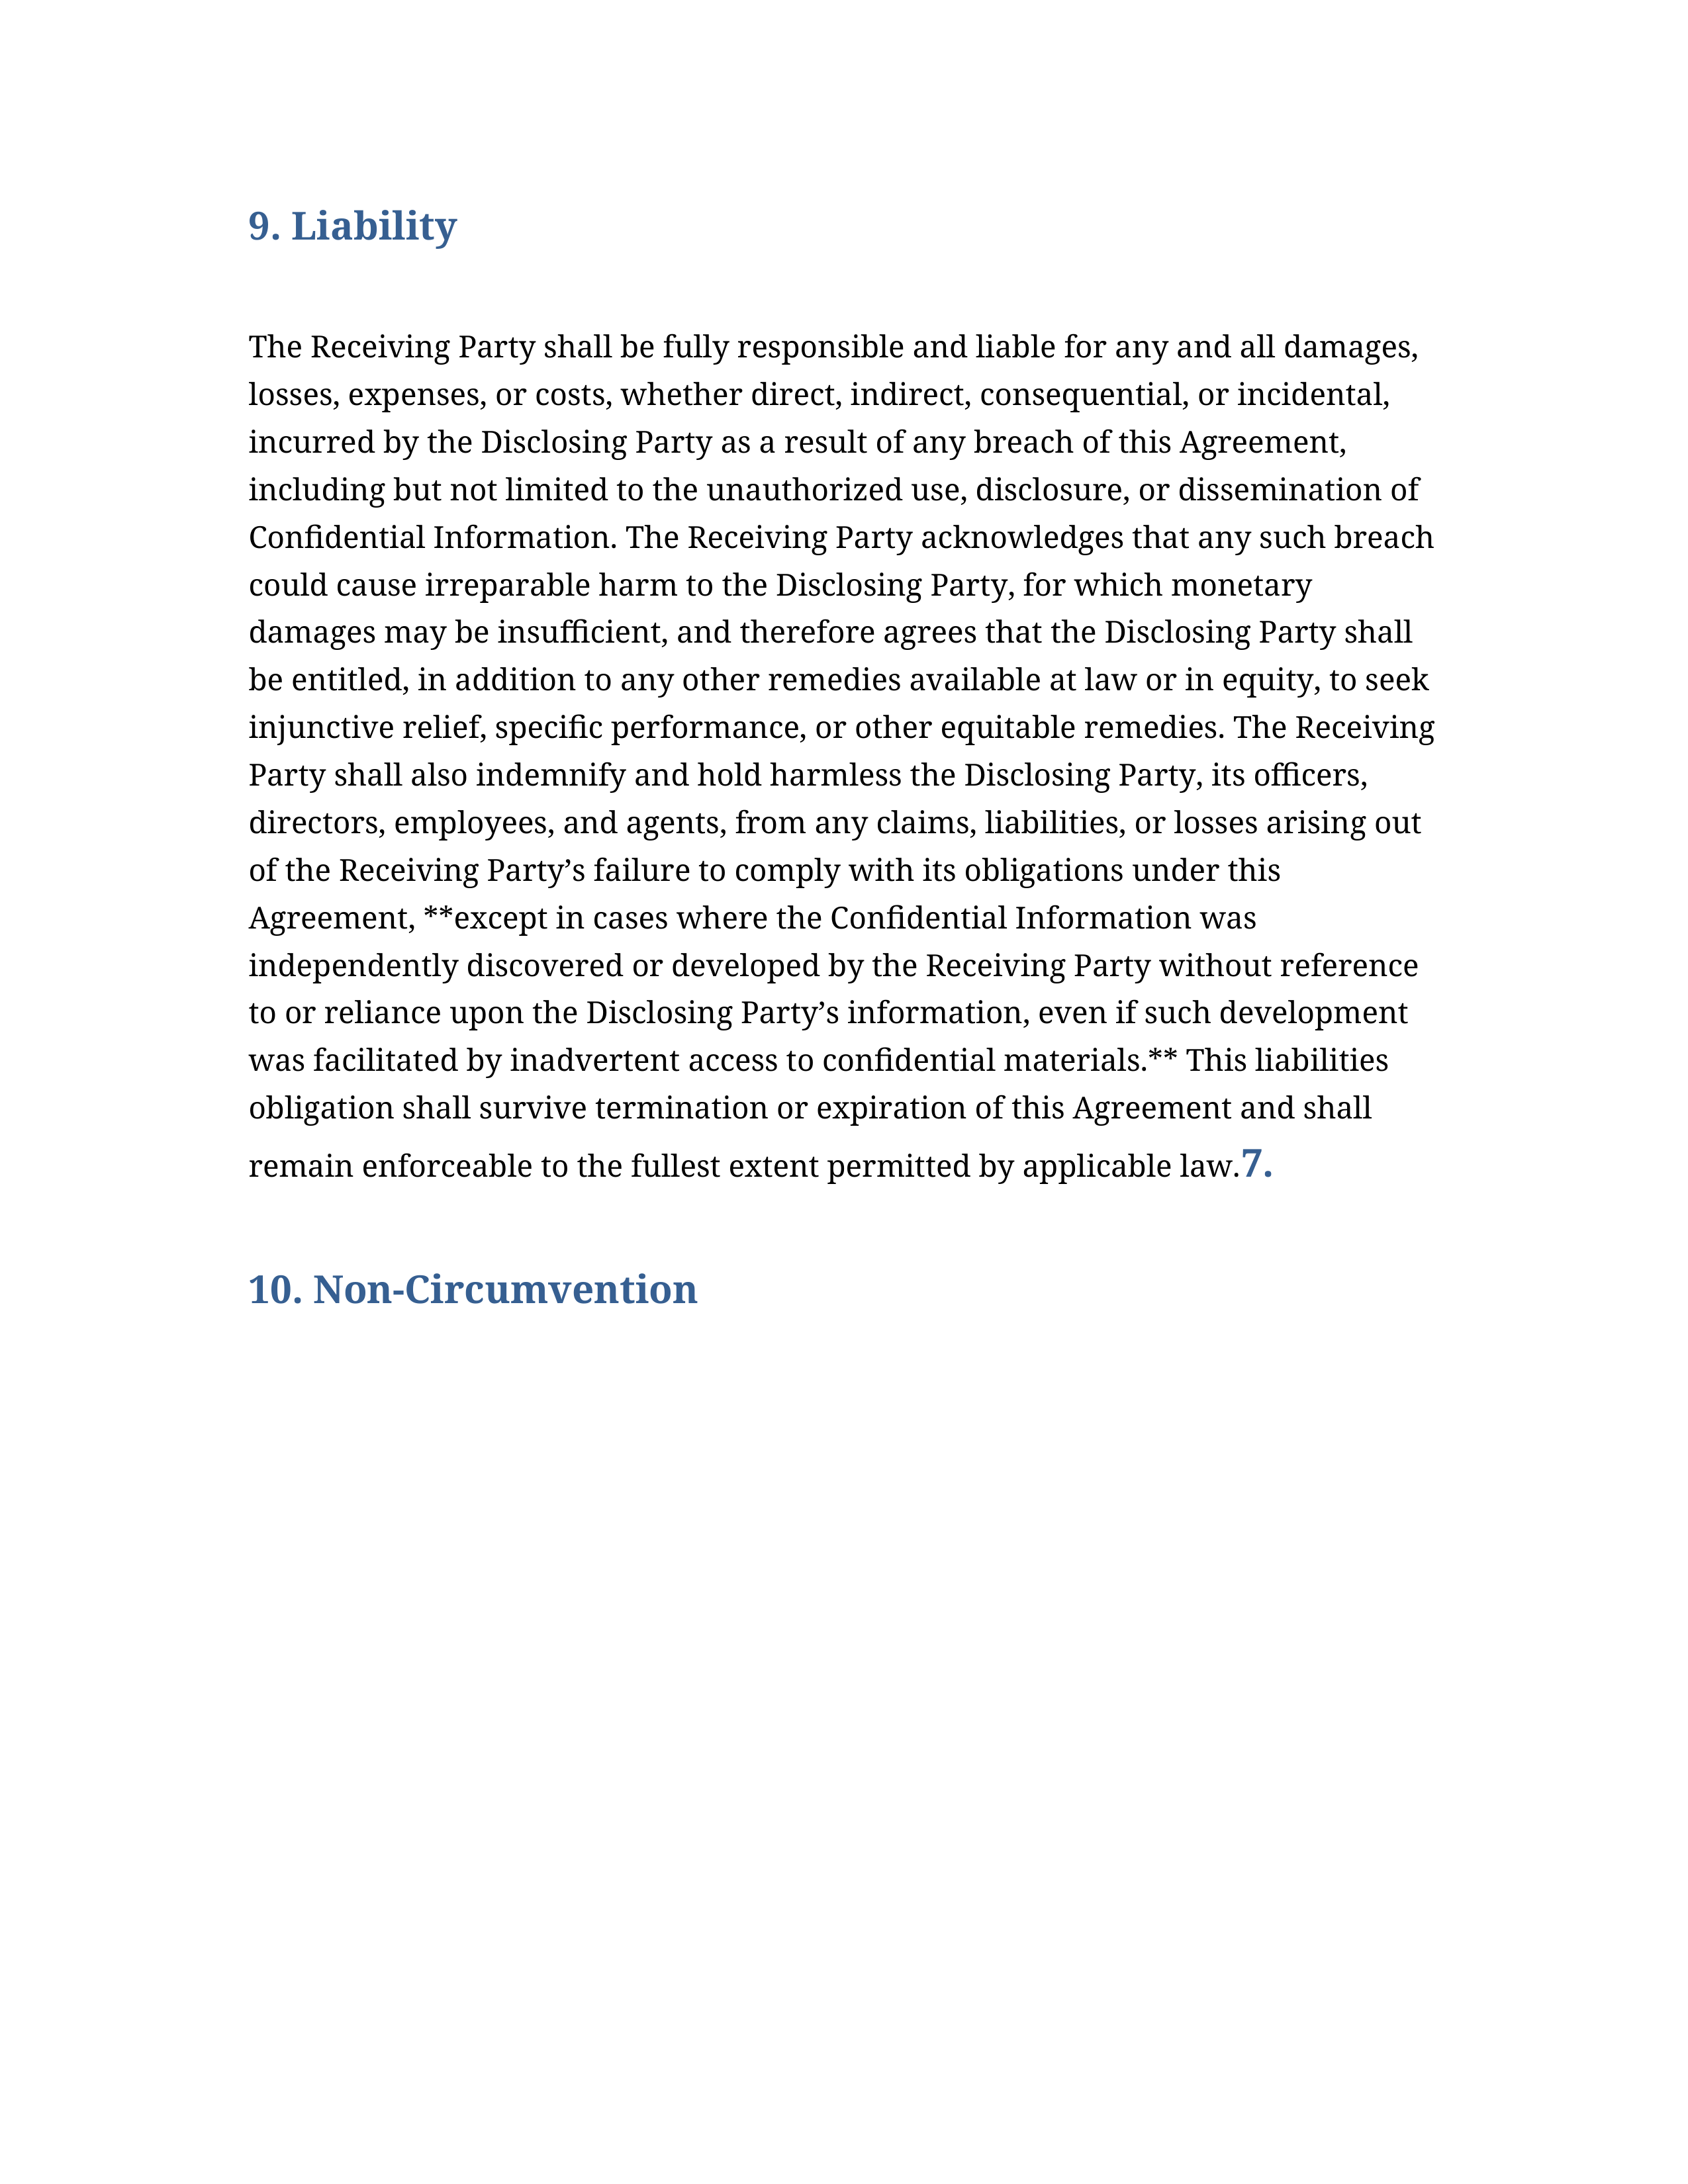 9. Liability
The Receiving Party shall be fully responsible and liable for any and all damages,
losses, expenses, or costs, whether direct, indirect, consequential, or incidental,
incurred by the Disclosing Party as a result of any breach of this Agreement,
including but not limited to the unauthorized use, disclosure, or dissemination of
Confidential Information. The Receiving Party acknowledges that any such breach
could cause irreparable harm to the Disclosing Party, for which monetary
damages may be insufficient, and therefore agrees that the Disclosing Party shall
be entitled, in addition to any other remedies available at law or in equity, to seek
injunctive relief, specific performance, or other equitable remedies. The Receiving
Party shall also indemnify and hold harmless the Disclosing Party, its officers,
directors, employees, and agents, from any claims, liabilities, or losses arising out
of the Receiving Party’s failure to comply with its obligations under this
Agreement, **except in cases where the Confidential Information was
independently discovered or developed by the Receiving Party without reference
to or reliance upon the Disclosing Party’s information, even if such development
was facilitated by inadvertent access to confidential materials.** This liabilities
obligation shall survive termination or expiration of this Agreement and shall
remain enforceable to the fullest extent permitted by applicable law.7.
10. Non-Circumvention